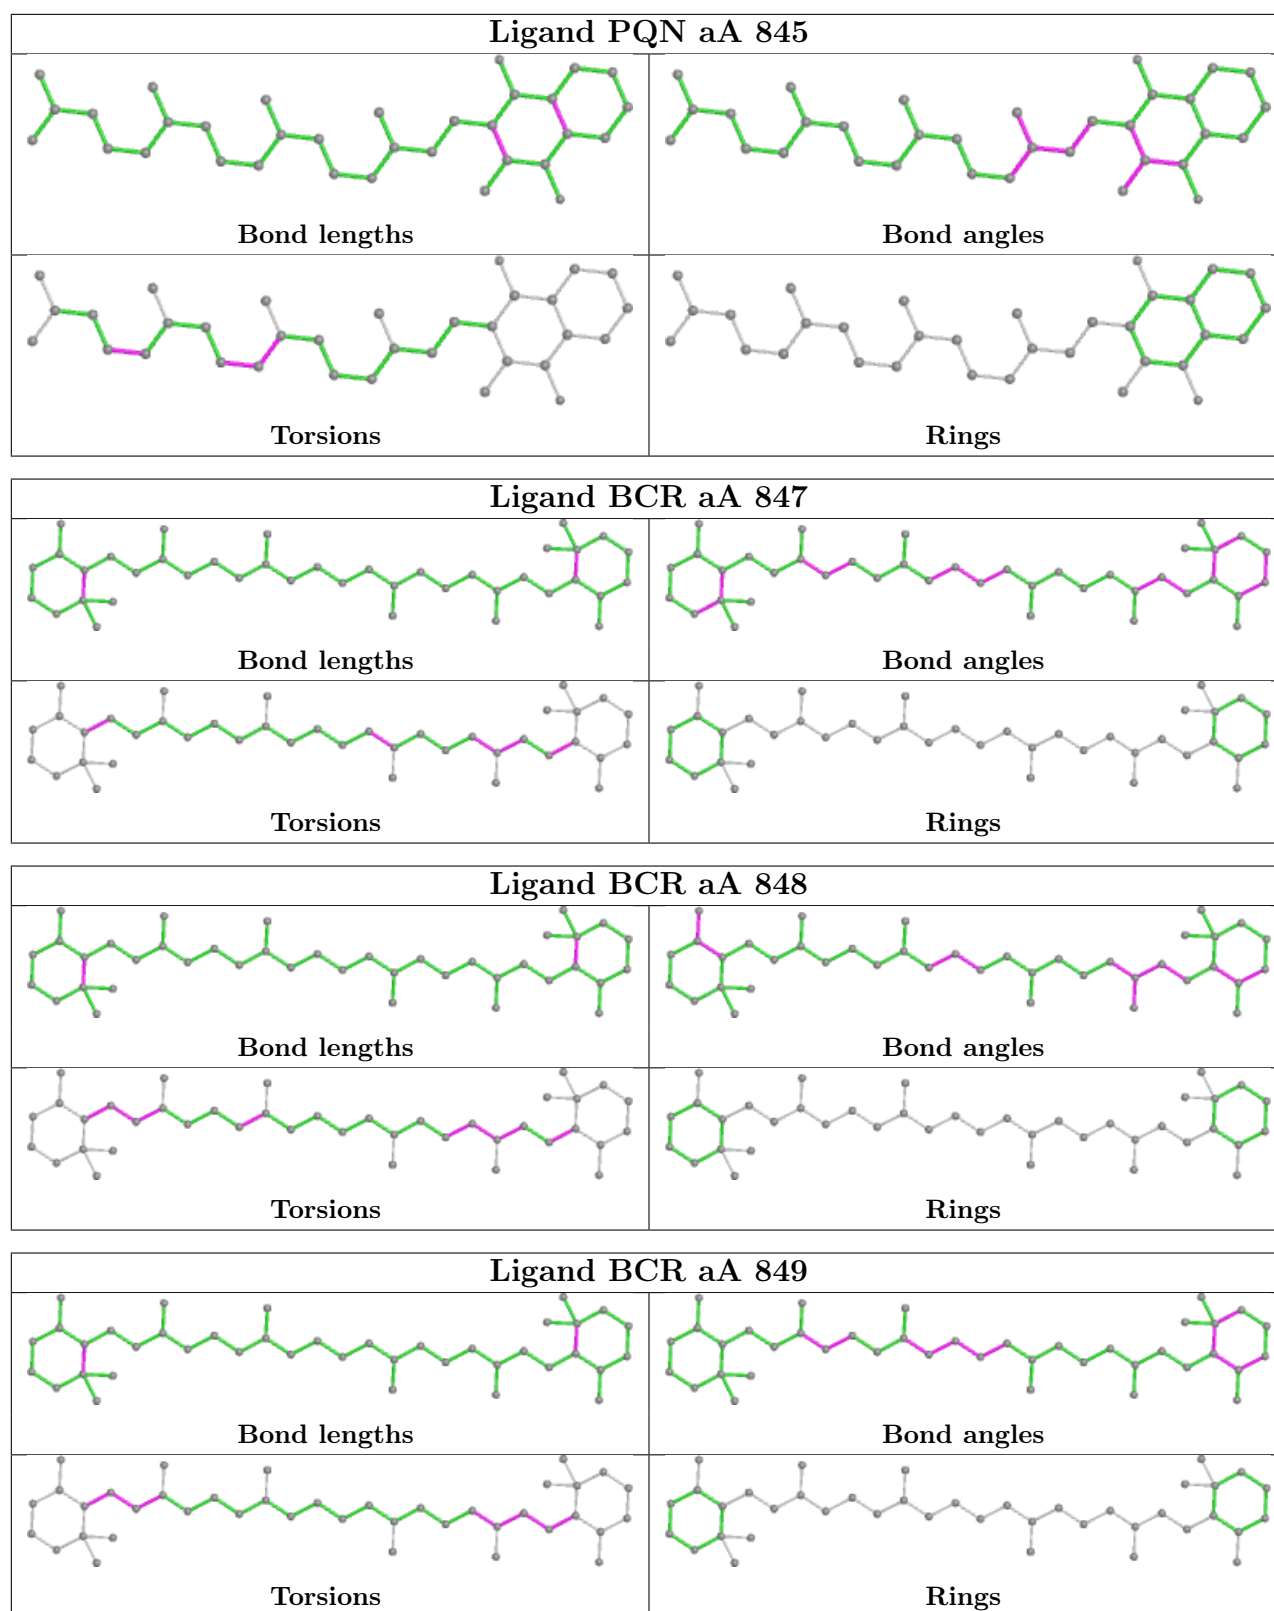 Ligand PQN aA 845
Bond lengths
Bond angles
Torsions
Rings
Ligand BCR aA 847
Bond lengths
Bond angles
Torsions
Rings
Ligand BCR aA 848
Bond lengths
Bond angles
Torsions
Rings
Ligand BCR aA 849
Bond lengths
Bond angles
Torsions
Rings